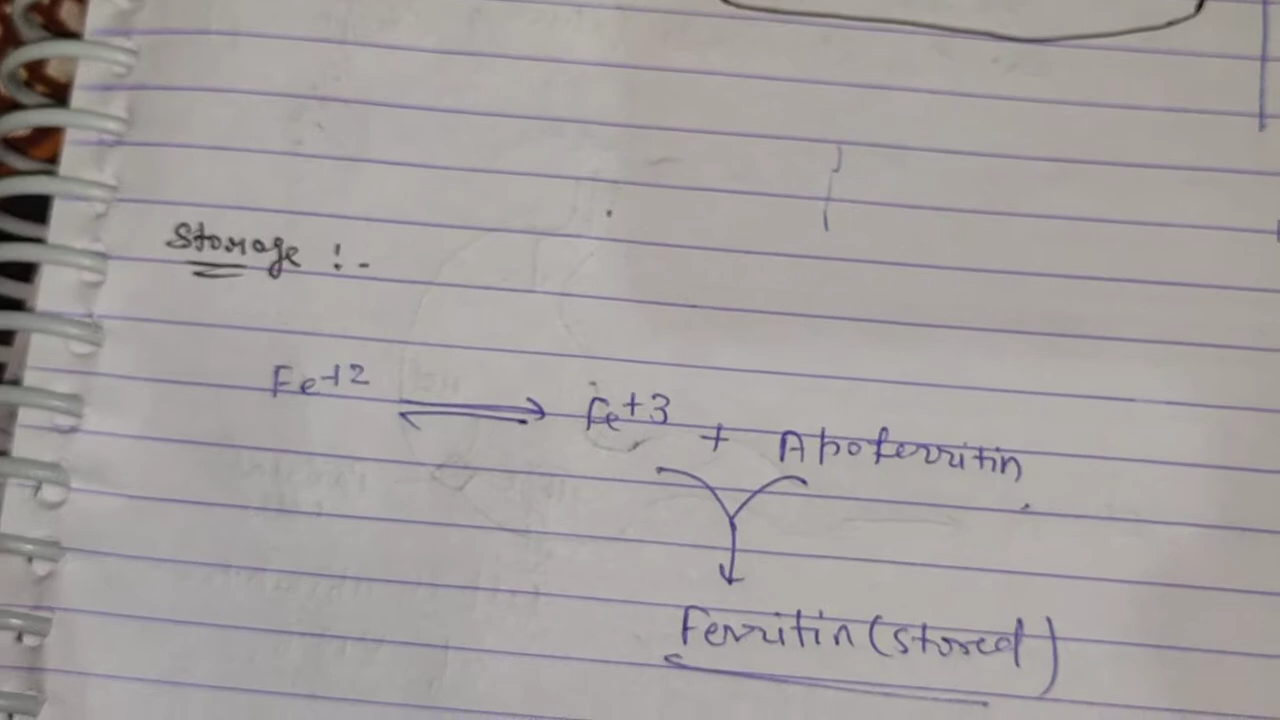 Storage :-
Fe+2 ⇌ Fe+3 + Apoferritin
Ferritin (stored)